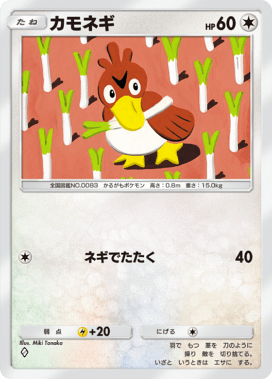 たね カモネギ HP60
全国図鑑NO.0083 かるがもポケモン 高さ:0.8m 重さ:15.0kg
ネギでたたく 40
弱点 +20 にげる
Illus. Miki Tanaka
羽で もつ 茎を 刀のように
操り 敵を 切り捨てる。
いざと いうときは エサに する。